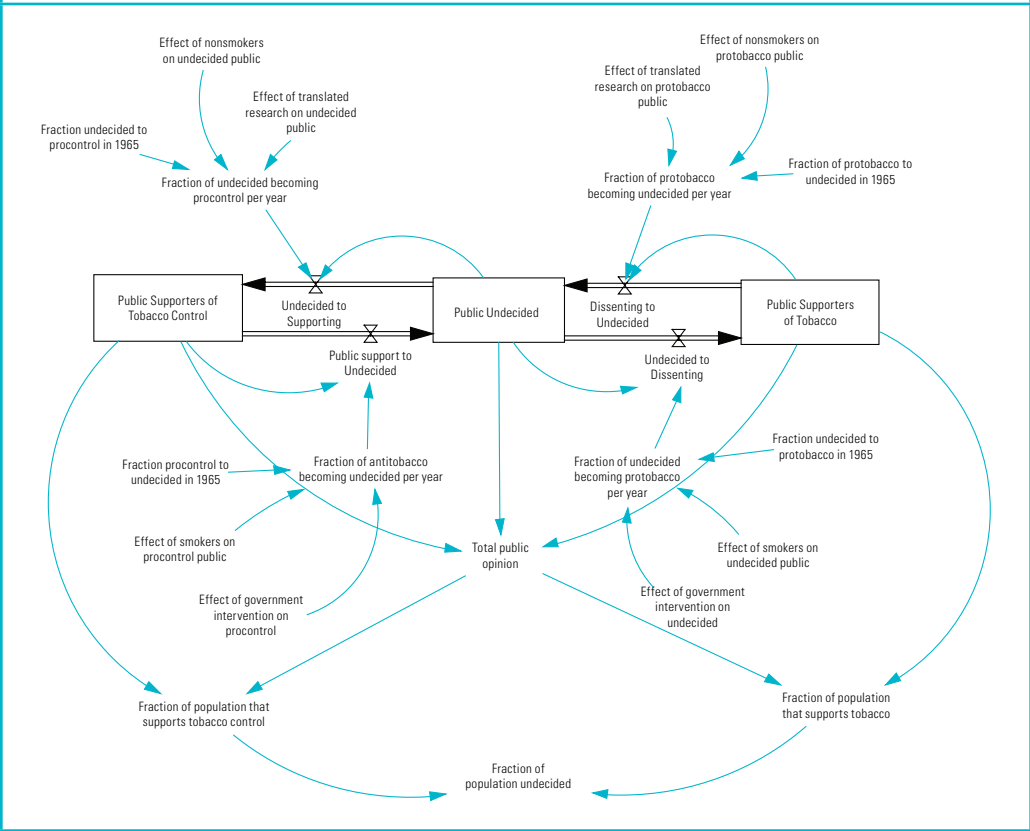 Effect of nonsmokers
on undecided public
Effect of nonsmokers on
protobacco public
Effect of translated
research on protobacco
public
Effect of translated
research on undecided
public
Fraction undecided to
procontrol in 1965
Fraction of protobacco to
undecided in 1965
Fraction of undecided becoming
procontrol per year
Fraction of protobacco
becoming undecided per year
Public Supporters of
Tobacco Control
Undecided to
Supporting
Public Undecided
Dissenting to
Undecided
Public Supporters
of Tobacco
Public support to
Undecided
Undecided to
Dissenting
Fraction procontrol to
undecided in 1965
Fraction of antitobacco
becoming undecided per year
Fraction of undecided
becoming protobacco
per year
Fraction undecided to
protobacco in 1965
Effect of smokers on
procontrol public
Total public
opinion
Effect of smokers on
undecided public
Effect of government
intervention on
procontrol
Effect of government
intervention on
undecided
Fraction of population that
supports tobacco control
Fraction of population
that supports tobacco
Fraction of
population undecided